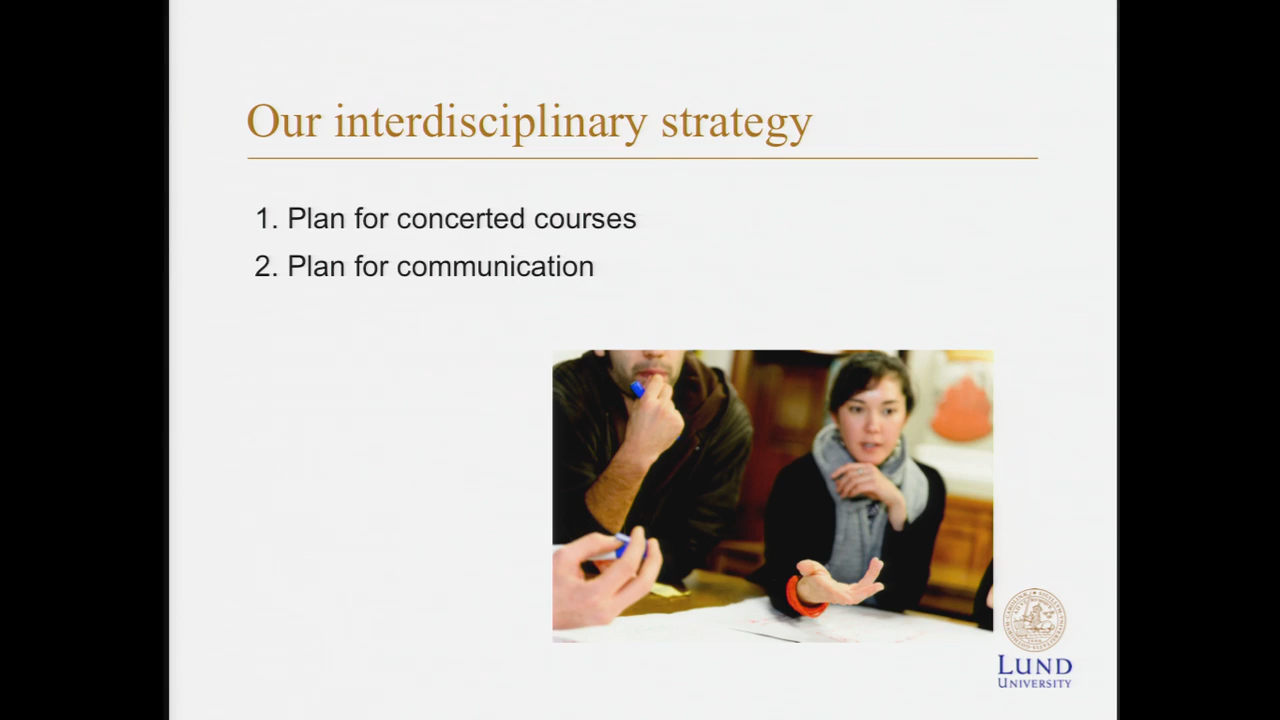 Our interdisciplinary strategy
1. Plan for concerted courses
2. Plan for communication
LUND
UNIVERSITY